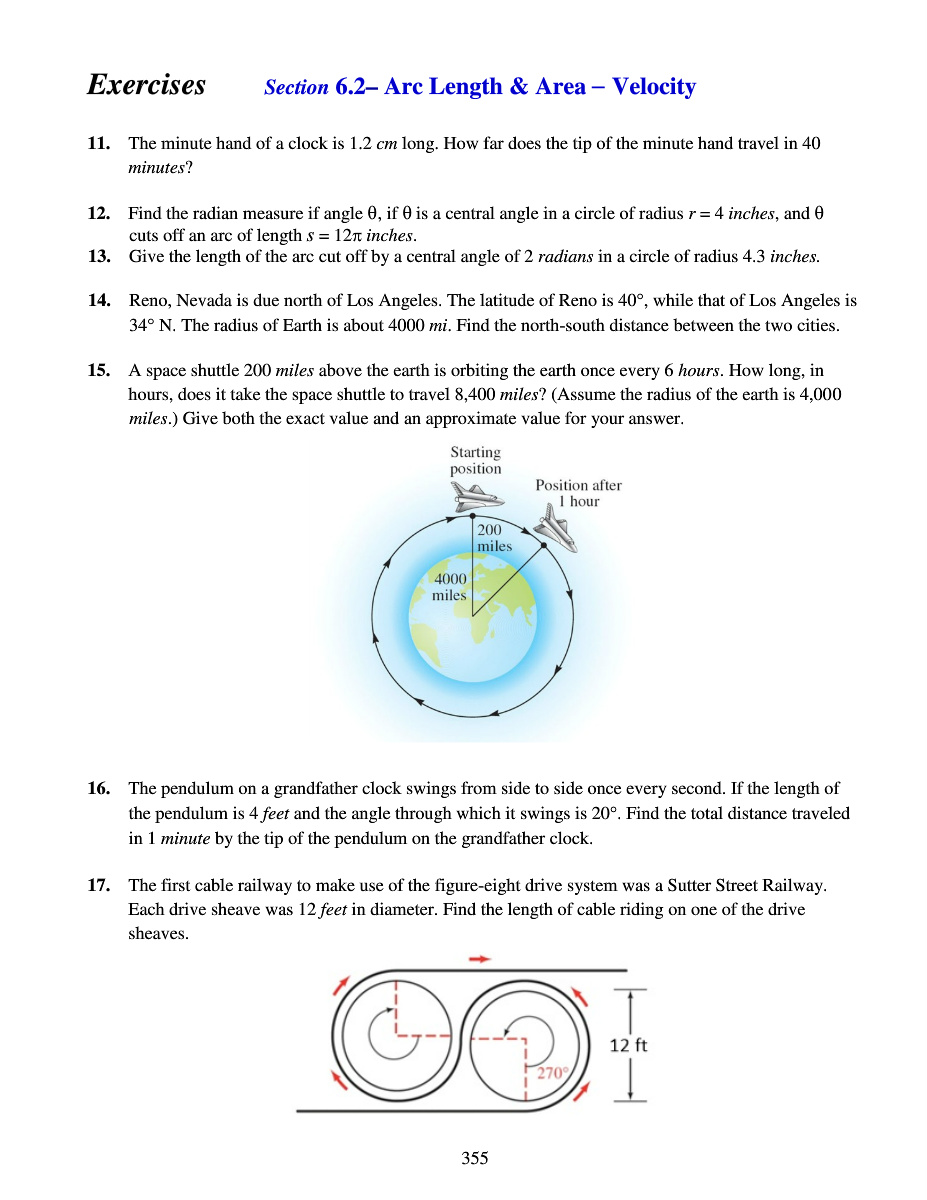 Exercises Section 6.2– Arc Length & Area – Velocity
11. The minute hand of a clock is 1.2 cm long. How far does the tip of the minute hand travel in 40
minutes?
12. Find the radian measure if angle θ, if θ is a central angle in a circle of radius r = 4 inches, and θ
cuts off an arc of length s = 12π inches.
13. Give the length of the arc cut off by a central angle of 2 radians in a circle of radius 4.3 inches.
14. Reno, Nevada is due north of Los Angeles. The latitude of Reno is 40°, while that of Los Angeles is
34° N. The radius of Earth is about 4000 mi. Find the north-south distance between the two cities.
15. A space shuttle 200 miles above the earth is orbiting the earth once every 6 hours. How long, in
hours, does it take the space shuttle to travel 8,400 miles? (Assume the radius of the earth is 4,000
miles.) Give both the exact value and an approximate value for your answer.
Starting
position
Position after
1 hour
200
miles
4000
miles
16. The pendulum on a grandfather clock swings from side to side once every second. If the length of
the pendulum is 4 feet and the angle through which it swings is 20°. Find the total distance traveled
in 1 minute by the tip of the pendulum on the grandfather clock.
17. The first cable railway to make use of the figure-eight drive system was a Sutter Street Railway.
Each drive sheave was 12 feet in diameter. Find the length of cable riding on one of the drive
sheaves.
12 ft
270°
355